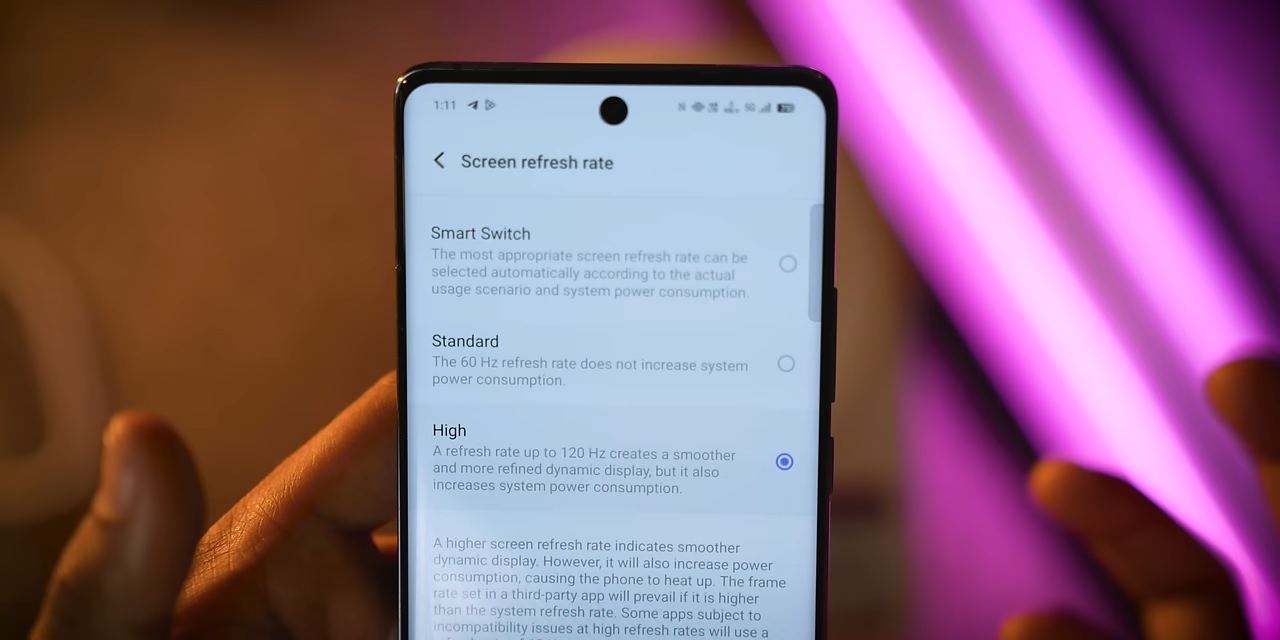 1:11
Screen refresh rate
Smart Switch
The most appropriate screen refresh rate can be
selected automatically according to the actual
usage scenario and system power consumption.
Standard
The 60 Hz refresh rate does not increase system
power consumption.
High
A refresh rate up to 120 Hz creates a smoother
and more refined dynamic display, but it also
increases system power consumption.
A higher screen refresh rate indicates smoother
dynamic display. However, it will also increase power
consumption, causing the phone to heat up. The frame
rate set in a third-party app will prevail if it is higher
than the system refresh rate. Some apps subject to
incompatibility issues at high refresh rates will use a